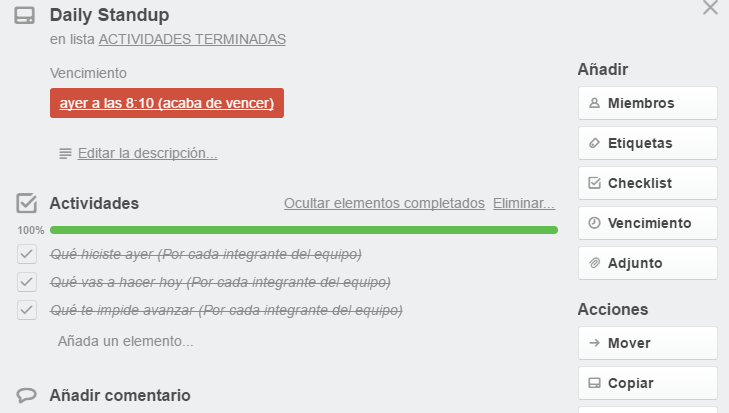 Daily Standup
en lista ACTIVIDADES TERMINADAS
Vencimiento
ayer a las 8:10 (acaba de vencer)
Editar la descripción...
Actividades
Ocultar elementos completados Eliminar...
100%
Qué hiciste ayer (Por cada integrante del equipo)
Qué vas a hacer hoy (Por cada integrante del equipo)
Qué te impide avanzar (Por cada integrante del equipo)
Añada un elemento...
Añadir comentario
Añadir
Miembros
Etiquetas
Checklist
Vencimiento
Adjunto
Acciones
Mover
Copiar